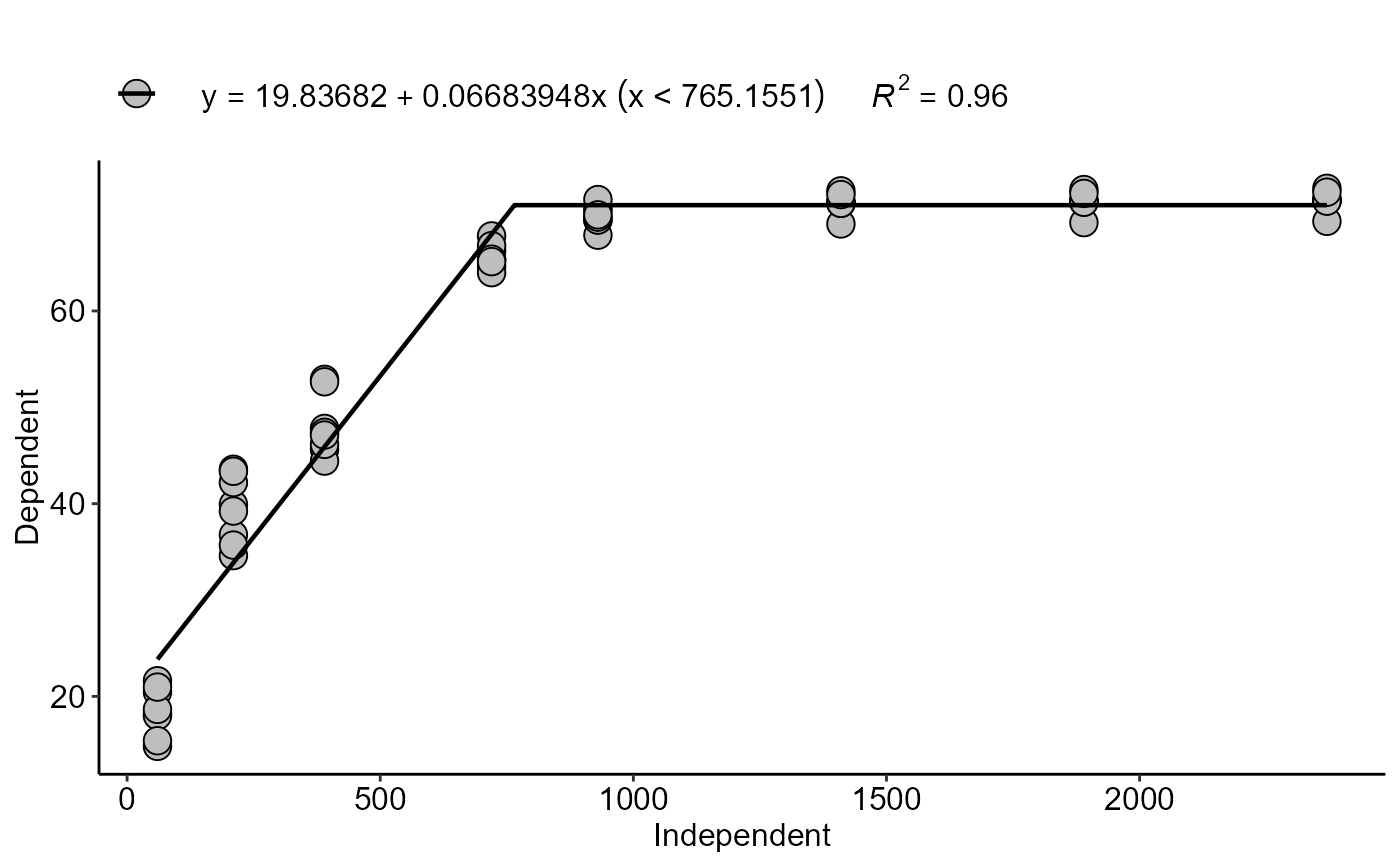 y = 19.83682 + 0.06683948x (x < 765.1551) R² = 0.96
60
40
20
Dependent
0 500 1000 1500 2000
Independent